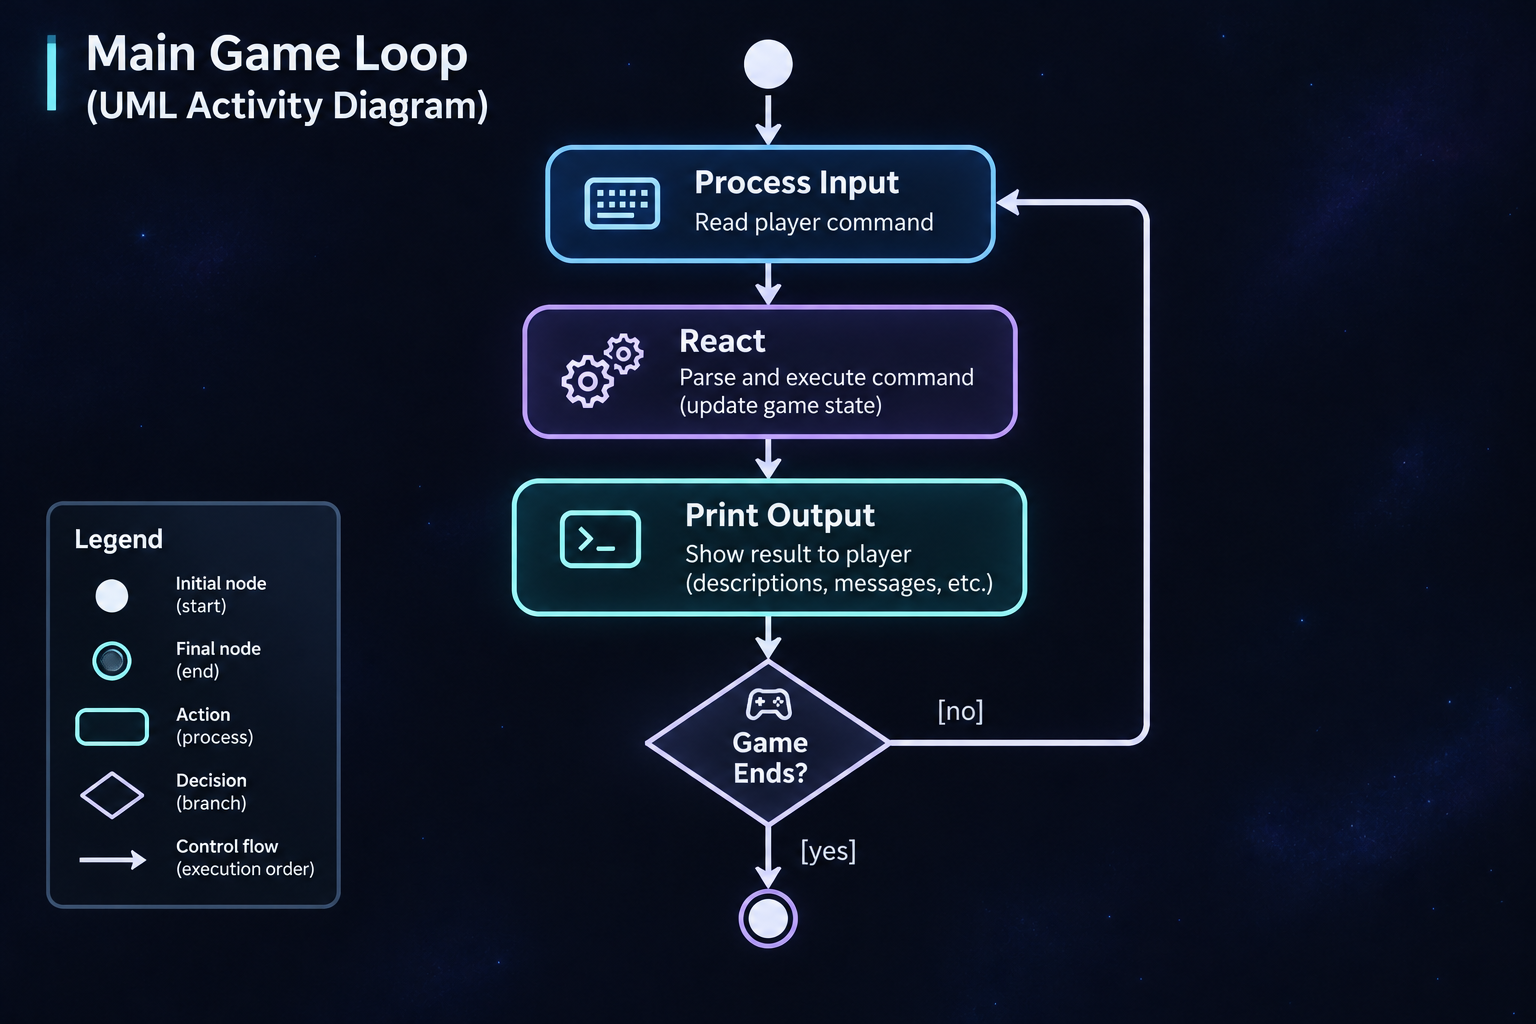 Main Game Loop
(UML Activity Diagram)
Process Input
Read player command
React
Parse and execute command
(update game state)
Print Output
Show result to player
(descriptions, messages, etc.)
Game
Ends?
[no]
[yes]
Legend
Initial node
(start)
Final node
(end)
Action
(process)
Decision
(branch)
Control flow
(execution order)